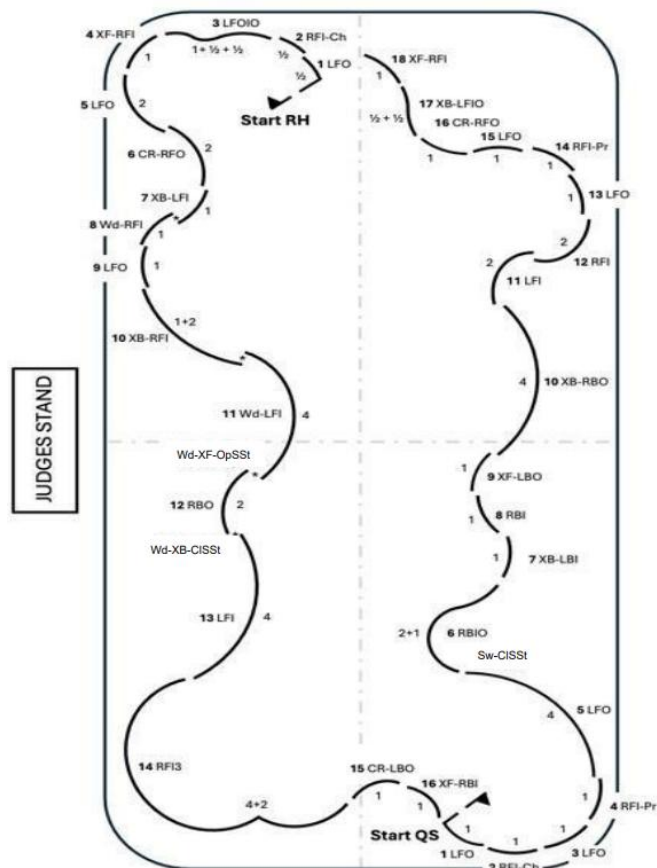 3 LFOIO
4 XF-RFI
2 RFI-Ch
1 + ½ + ½
½
1 LFO
½
1
Start RH
5 LFO
2
6 CR-RFO
2
7 XB-LFI
1
8 Wd-RFI
1
9 LFO
1
1+2
10 XB-RFI
11 Wd-LFI
4
Wd-XF-OpSSt
12 RBO
2
Wd-XB-ClSSt
13 LFI
4
14 RFI3
4+2
15 CR-LBO
1
16 XF-RBI
1
Start QS
JUDGES STAND
18 XF-RFI
1
17 XB-LFIO
½ + ½
16 CR-RFO
1
15 LFO
1
14 RFI-Pr
1
13 LFO
1
12 RFI
2
11 LFI
2
10 XB-RBO
4
9 XF-LBO
1
8 RBI
1
7 XB-LBI
1
6 RBIO
2+1
Sw-ClSSt
5 LFO
4
4 RFI-Pr
1
3 LFO
1
2 RFI-Ch
1
1 LFO
1